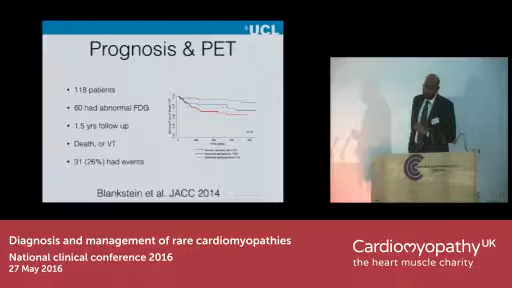 UCL
Prognosis & PET
• 118 patients
• 60 had abnormal FDG
• 1.5 yrs follow up
• Death, or VT
• 31 (26%) had events
Blankstein et al. JACC 2014
Diagnosis and management of rare cardiomyopathies
National clinical conference 2016
27 May 2016
Cardiomyopathy UK
the heart muscle charity